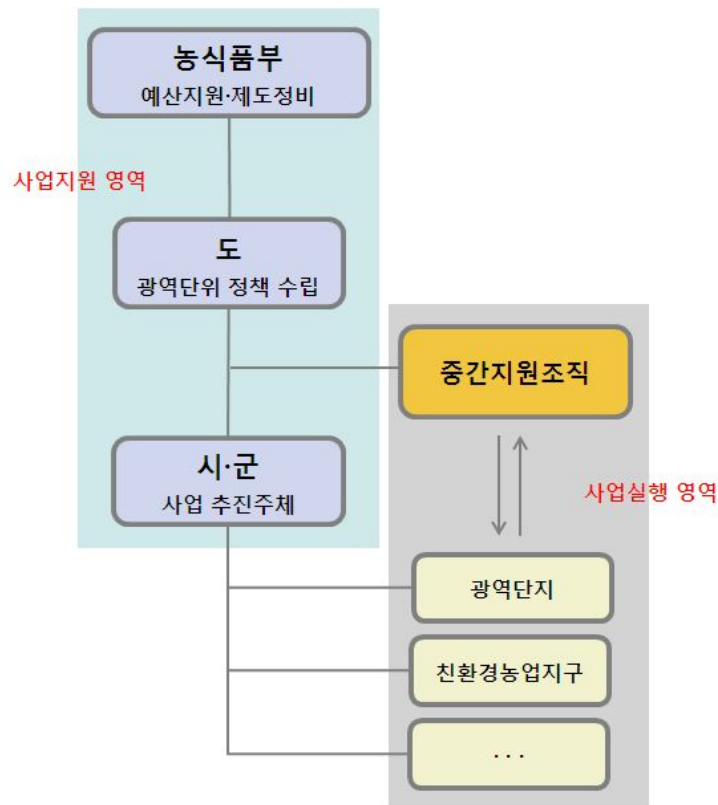 농식품부
예산지원·제도정비
사업지원 영역
도
광역단위 정책 수립
중간지원조직
시·군
사업 추진주체
사업실행 영역
광역단지
친환경농업지구
· · ·